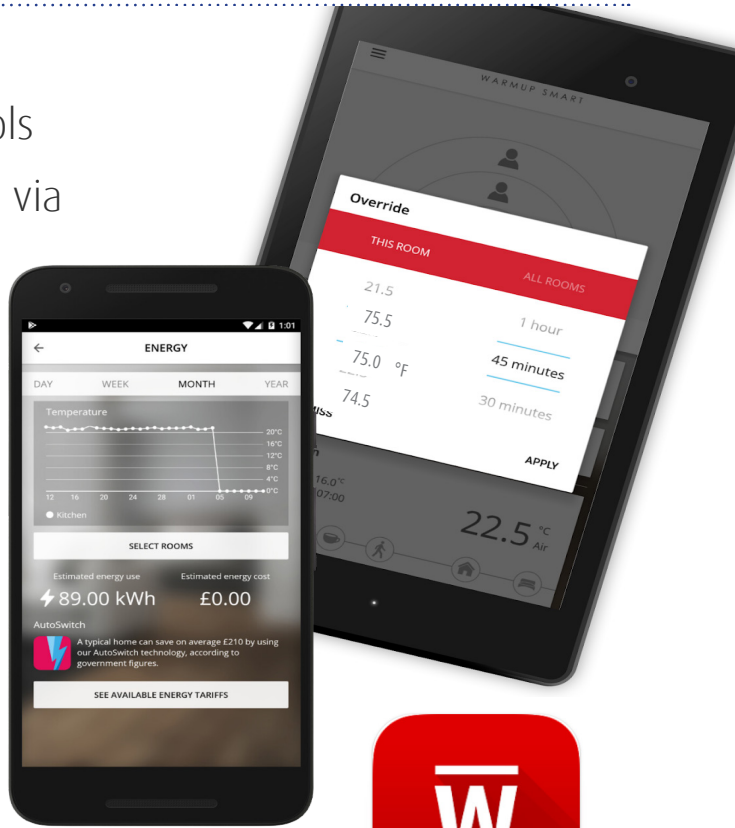 via
WARMUP SMART
Override
THIS ROOM
ALL ROOMS
21.5
75.5
75.0 °F
74.5
1 hour
45 minutes
30 minutes
APPLY
16.0°C
07:00
22.5 °C
Air
1:01
ENERGY
DAY WEEK MONTH YEAR
Temperature
20°C
16°C
12°C
8°C
4°C
0°C
12 16 20 24 28 01 05 09
Kitchen
SELECT ROOMS
Estimated energy use Estimated energy cost
89.00 kWh £0.00
AutoSwitch
A typical home can save on average £210 by using
our AutoSwitch technology, according to
government figures.
SEE AVAILABLE ENERGY TARIFFS
W